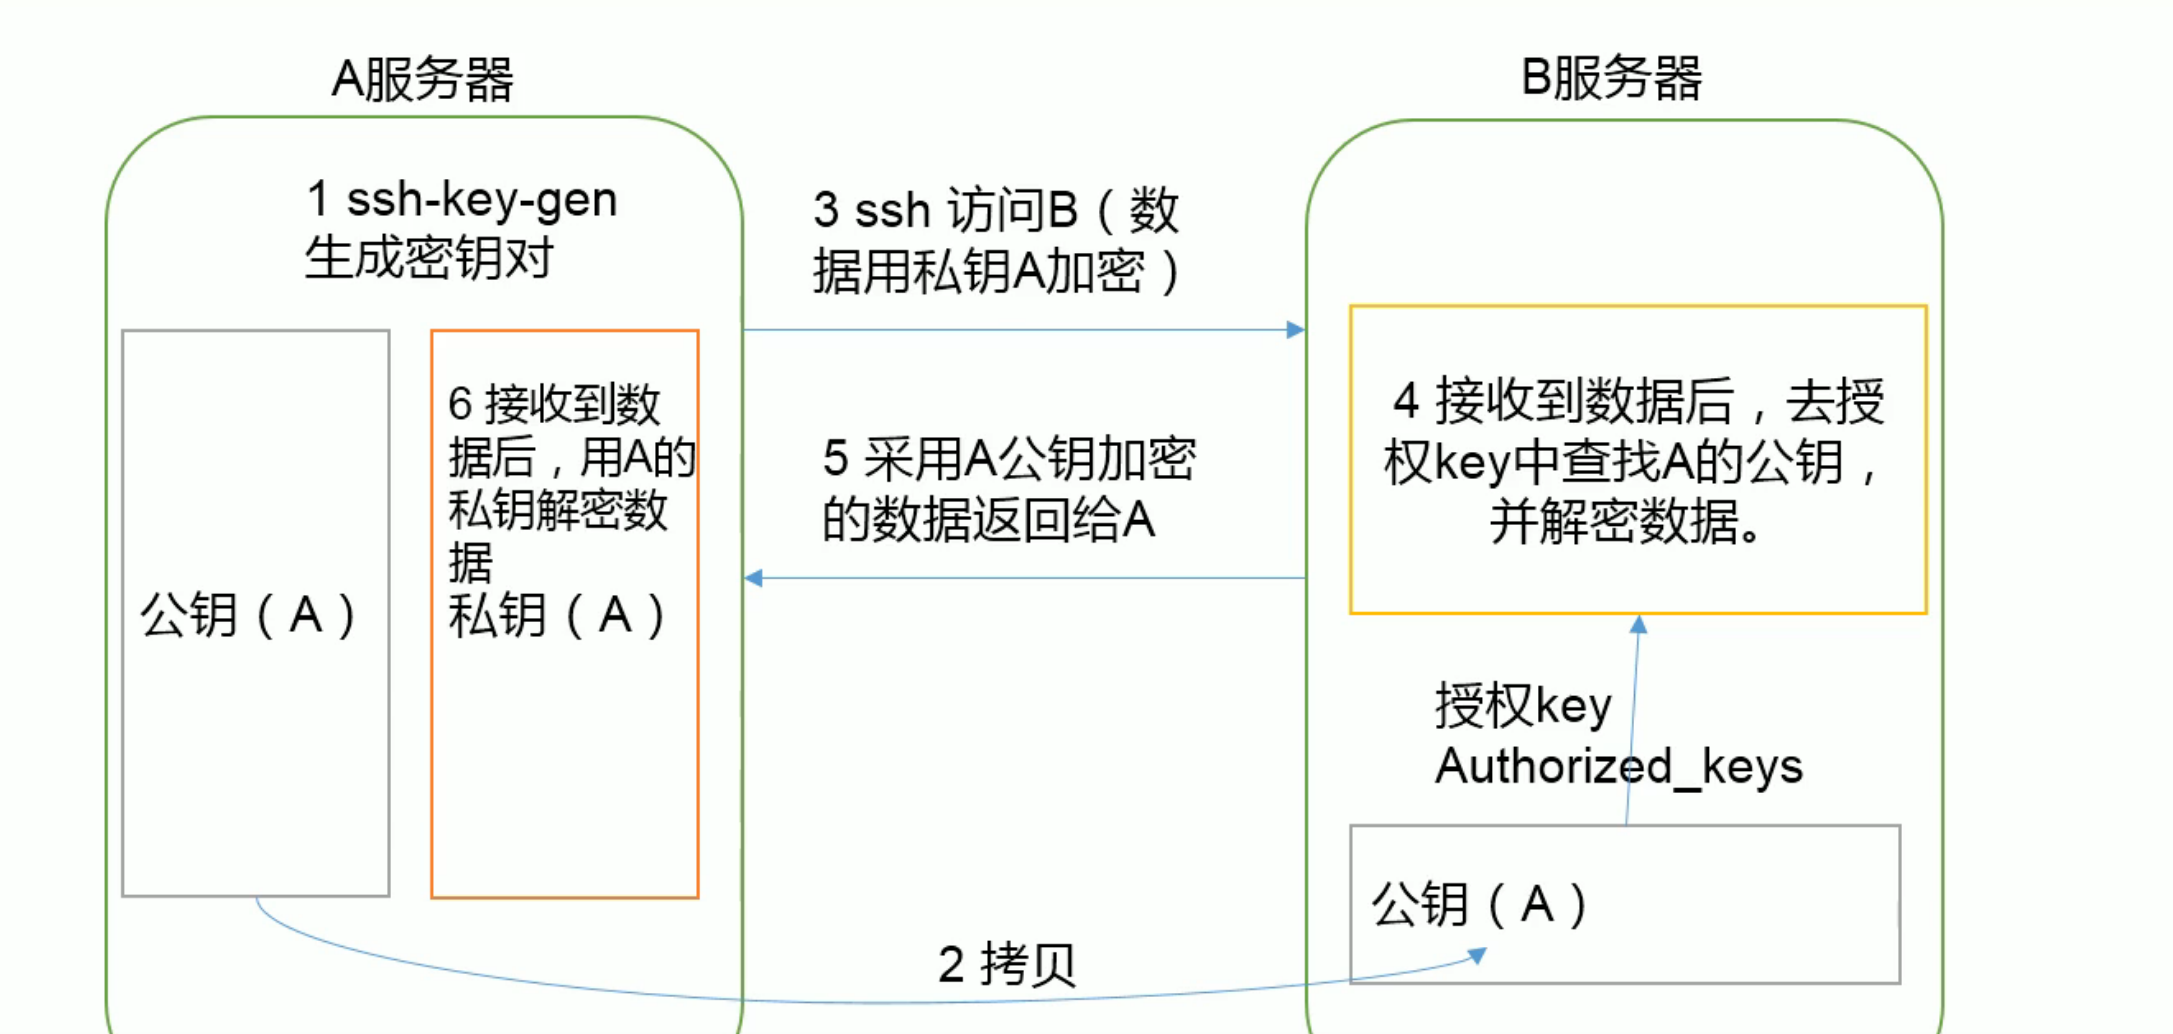 A服务器
B服务器
1 ssh-key-gen
生成密钥对
3 ssh 访问B（数
据用私钥A加密）
6 接收到数
据后，用A的
私钥解密数
据
私钥（A）
公钥（A）
5 采用A公钥加密
的数据返回给A
4 接收到数据后，去授
权key中查找A的公钥，
并解密数据。
授权key
Authorized_keys
公钥（A）
2 拷贝